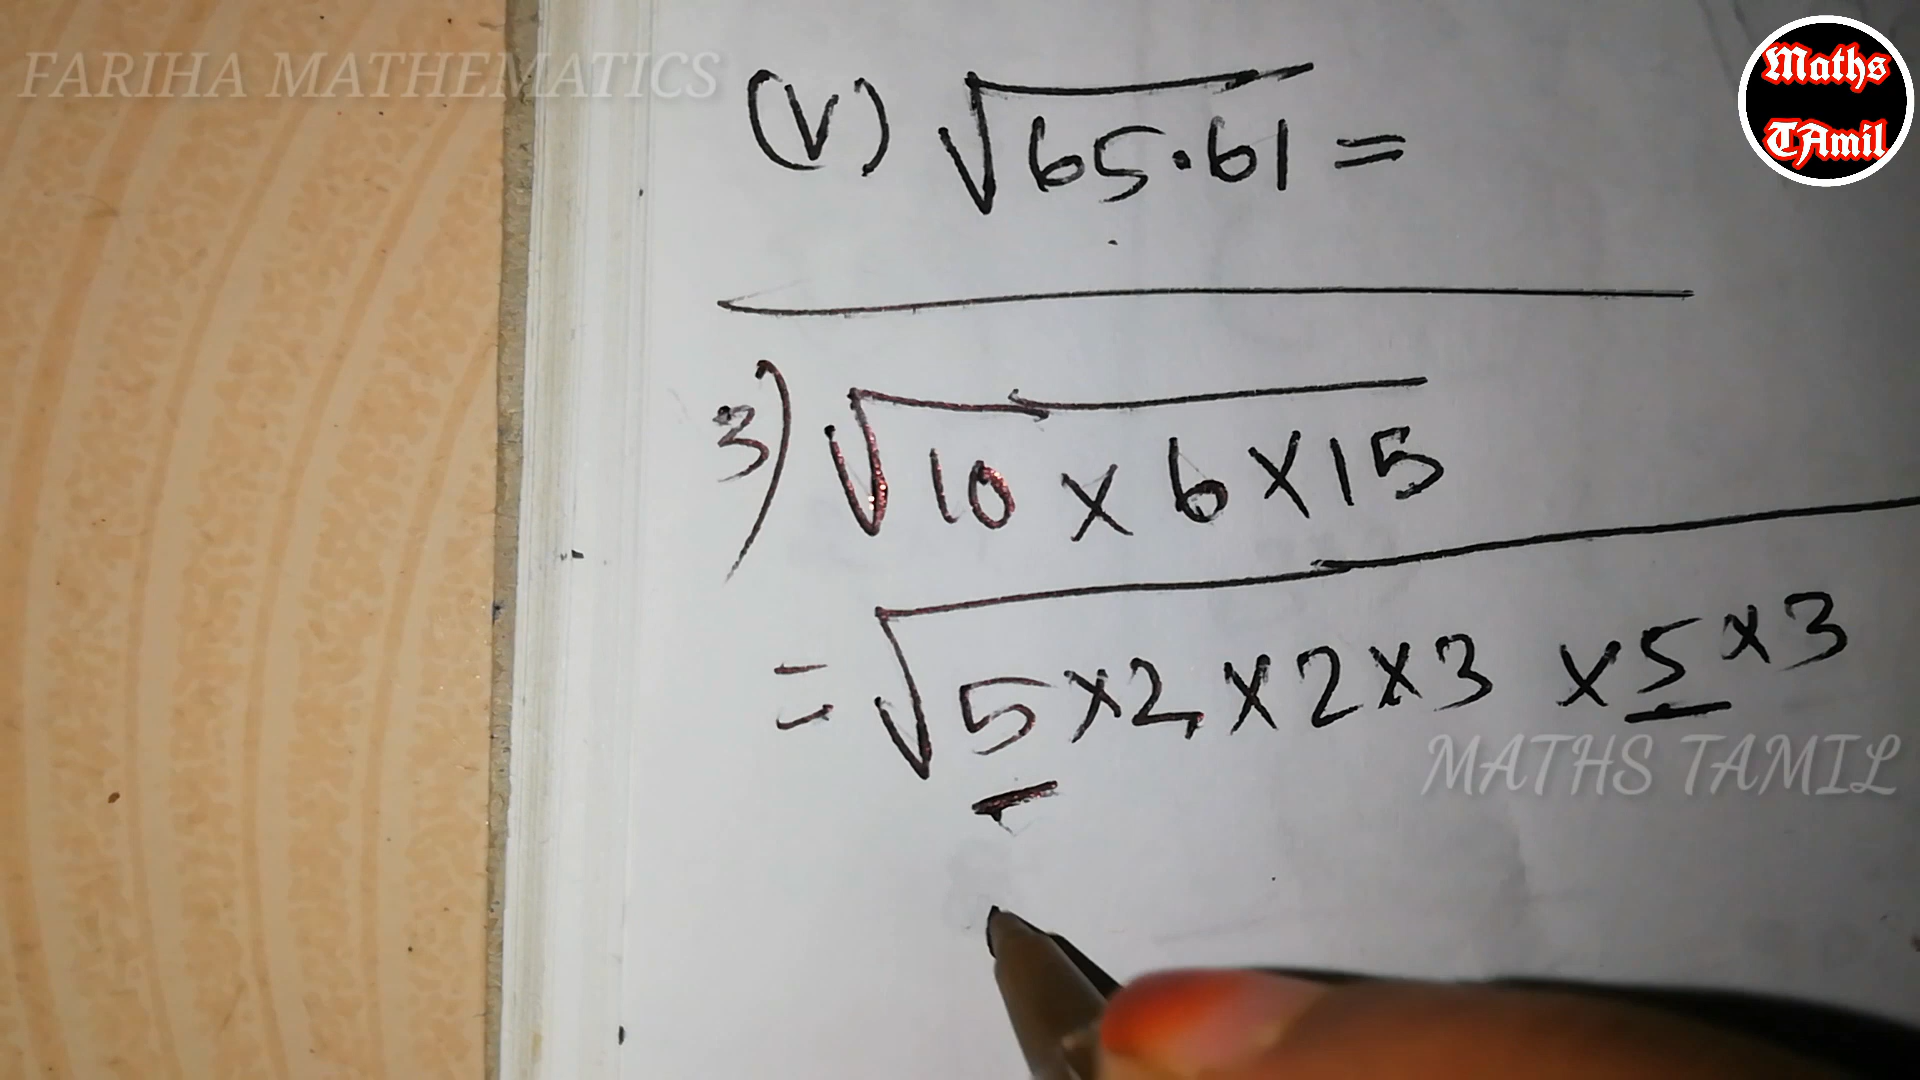 FARIHA MATHEMATICS
Maths
TAmil
(V) √65.61 =
3) √10 × 6 × 15
= √5 × 2 × 2 × 3 × 5 × 3
MATHS TAMIL